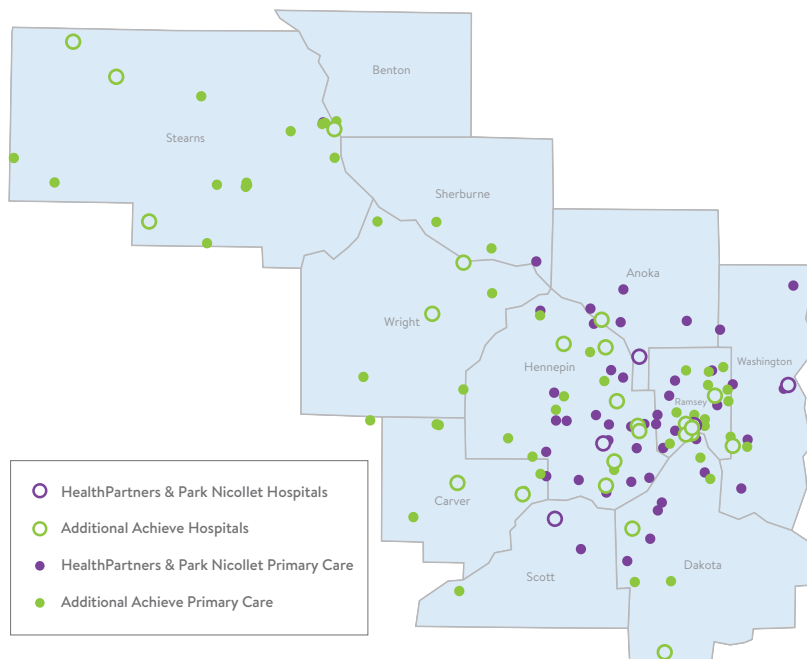 Benton
Stearns
Sherburne
Anoka
Wright
Washington
Hennepin
Ramsey
Carver
Scott
Dakota
HealthPartners & Park Nicollet Hospitals
Additional Achieve Hospitals
HealthPartners & Park Nicollet Primary Care
Additional Achieve Primary Care